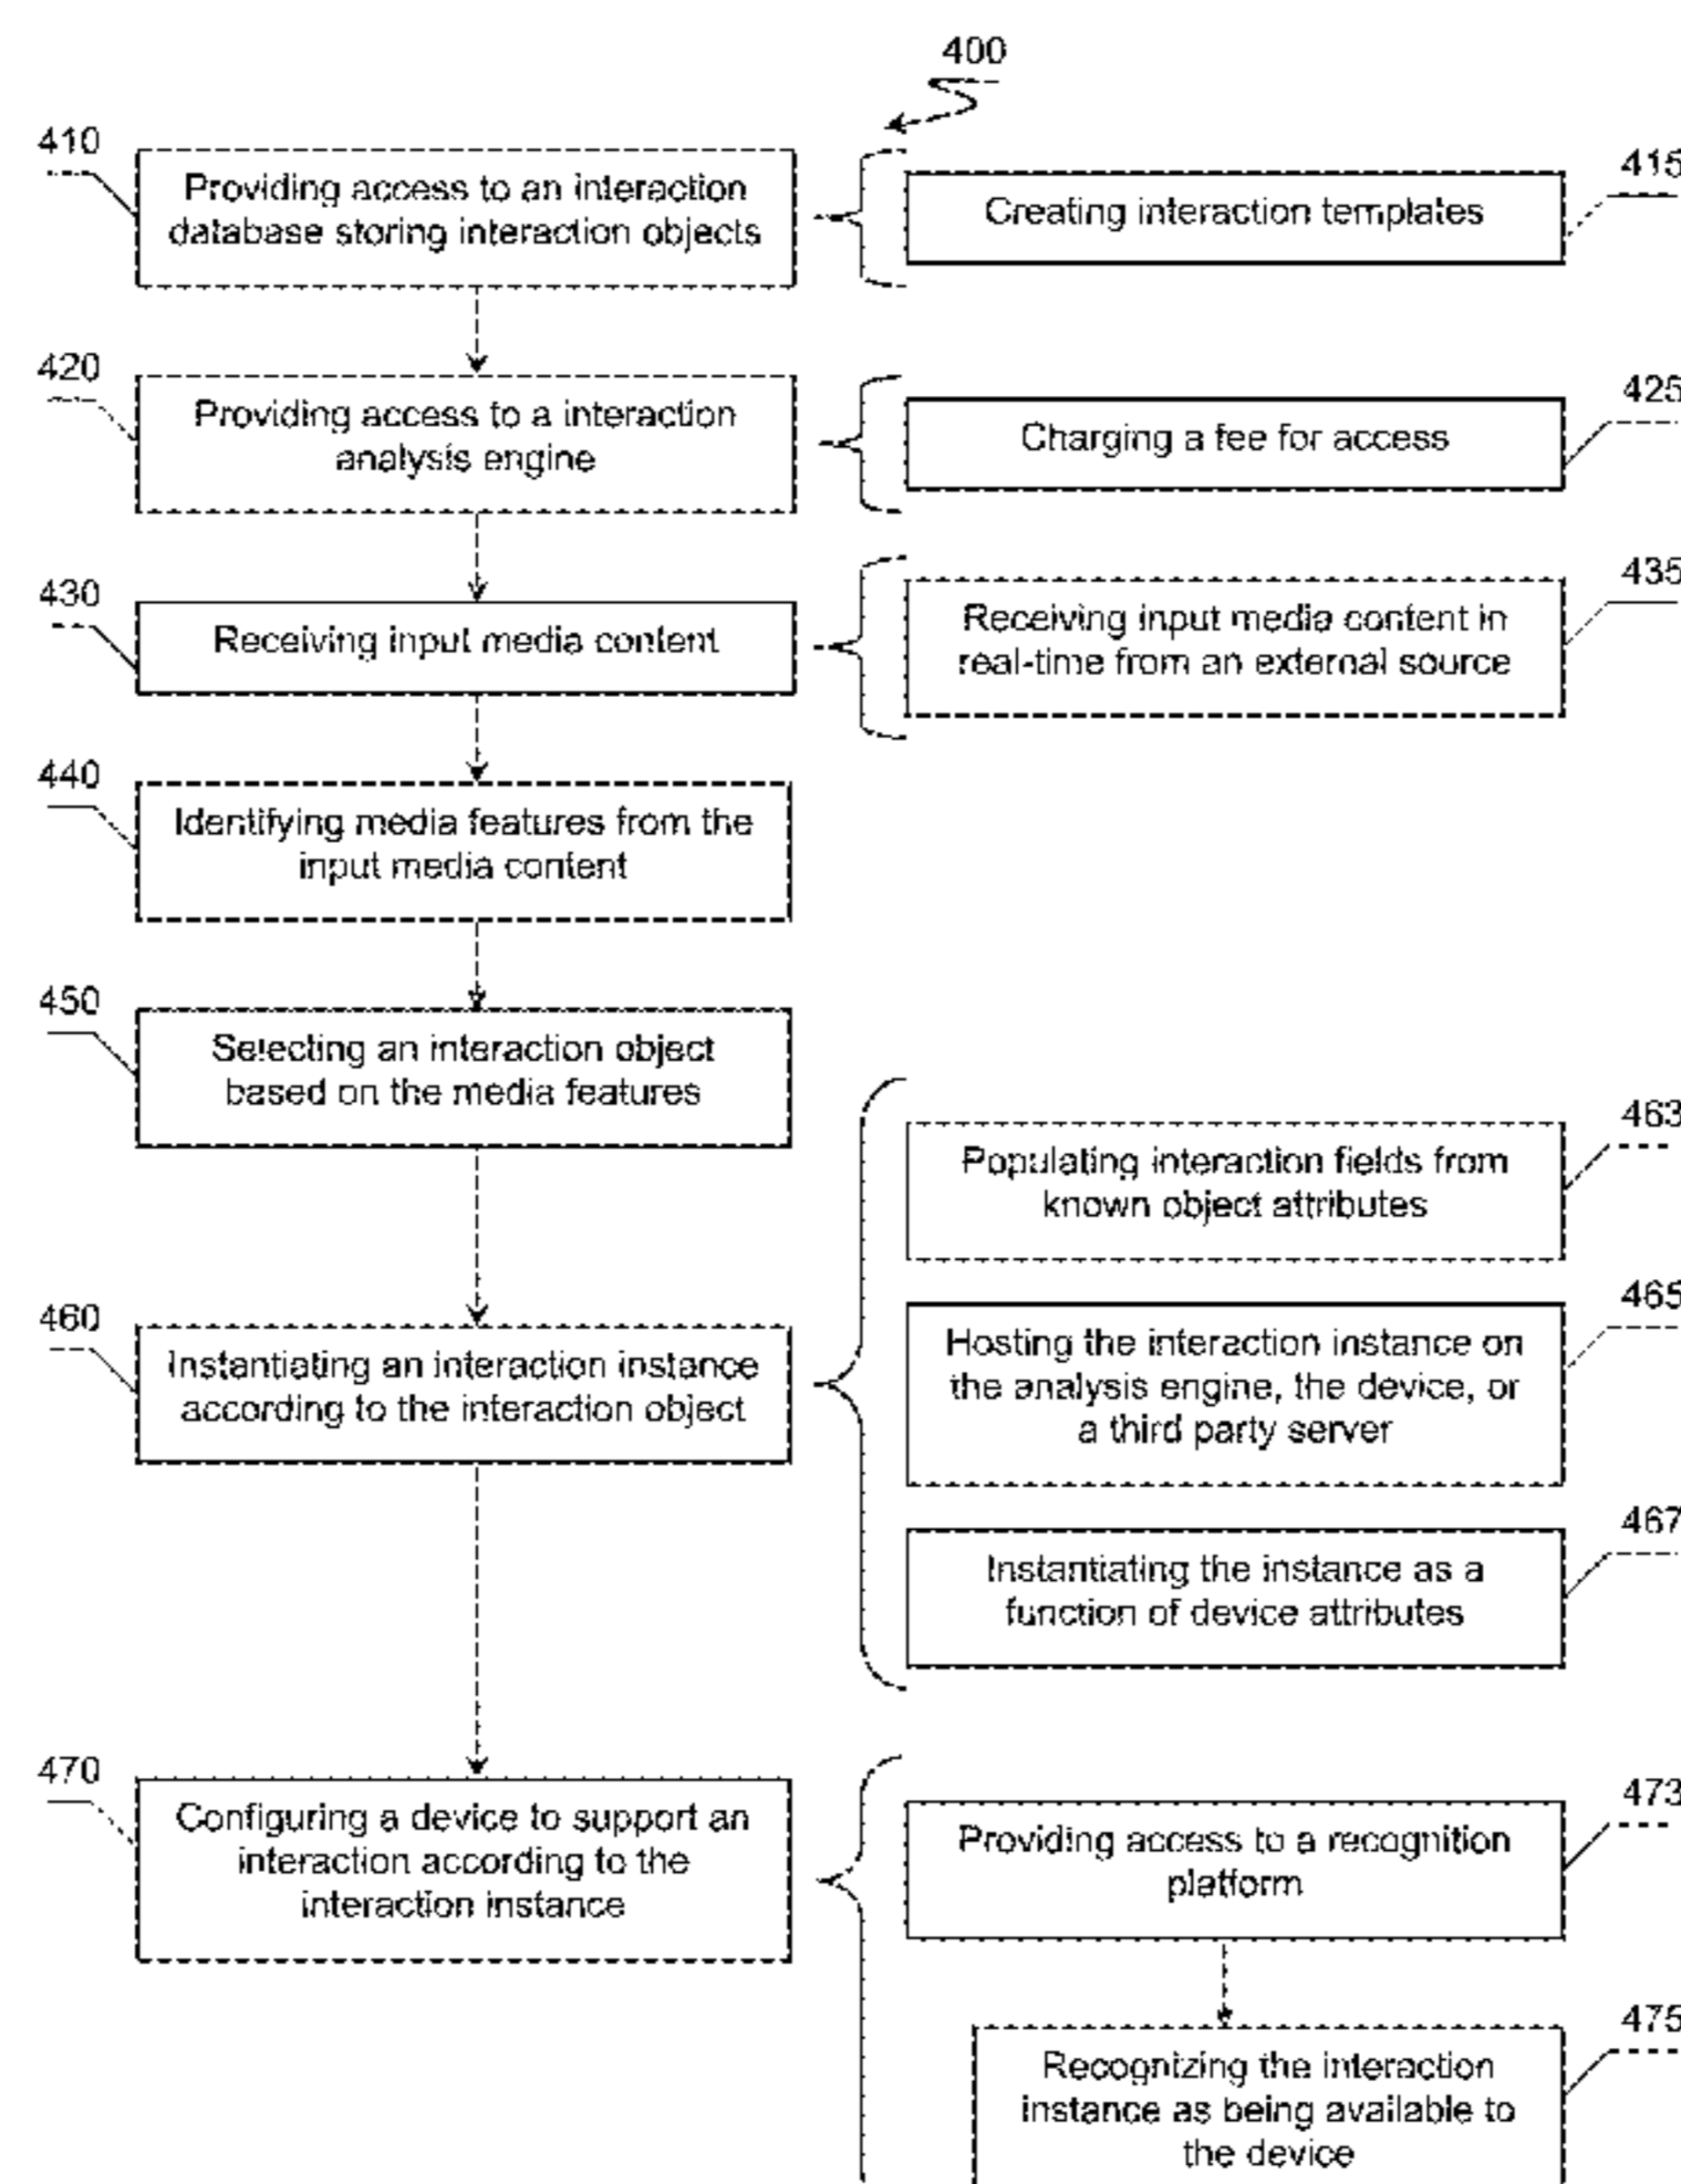 400
410
Providing access to an interaction
database storing interaction objects
415
Creating interaction templates
420
Providing access to a interaction
analysis engine
425
Charging a fee for access
430
Receiving input media content
435
Receiving input media content in
real-time from an external source
440
Identifying media features from the
input media content
450
Selecting an interaction object
based on the media features
463
Populating interaction fields from
known object attributes
460
Instantiating an interaction instance
according to the interaction object
465
Hosting the interaction instance on
the analysis engine, the device, or
a third party server
467
Instantiating the instance as a
function of device attributes
470
Configuring a device to support an
interaction according to the
interaction instance
473
Providing access to a recognition
platform
475
Recognizing the interaction
instance as being available to
the device